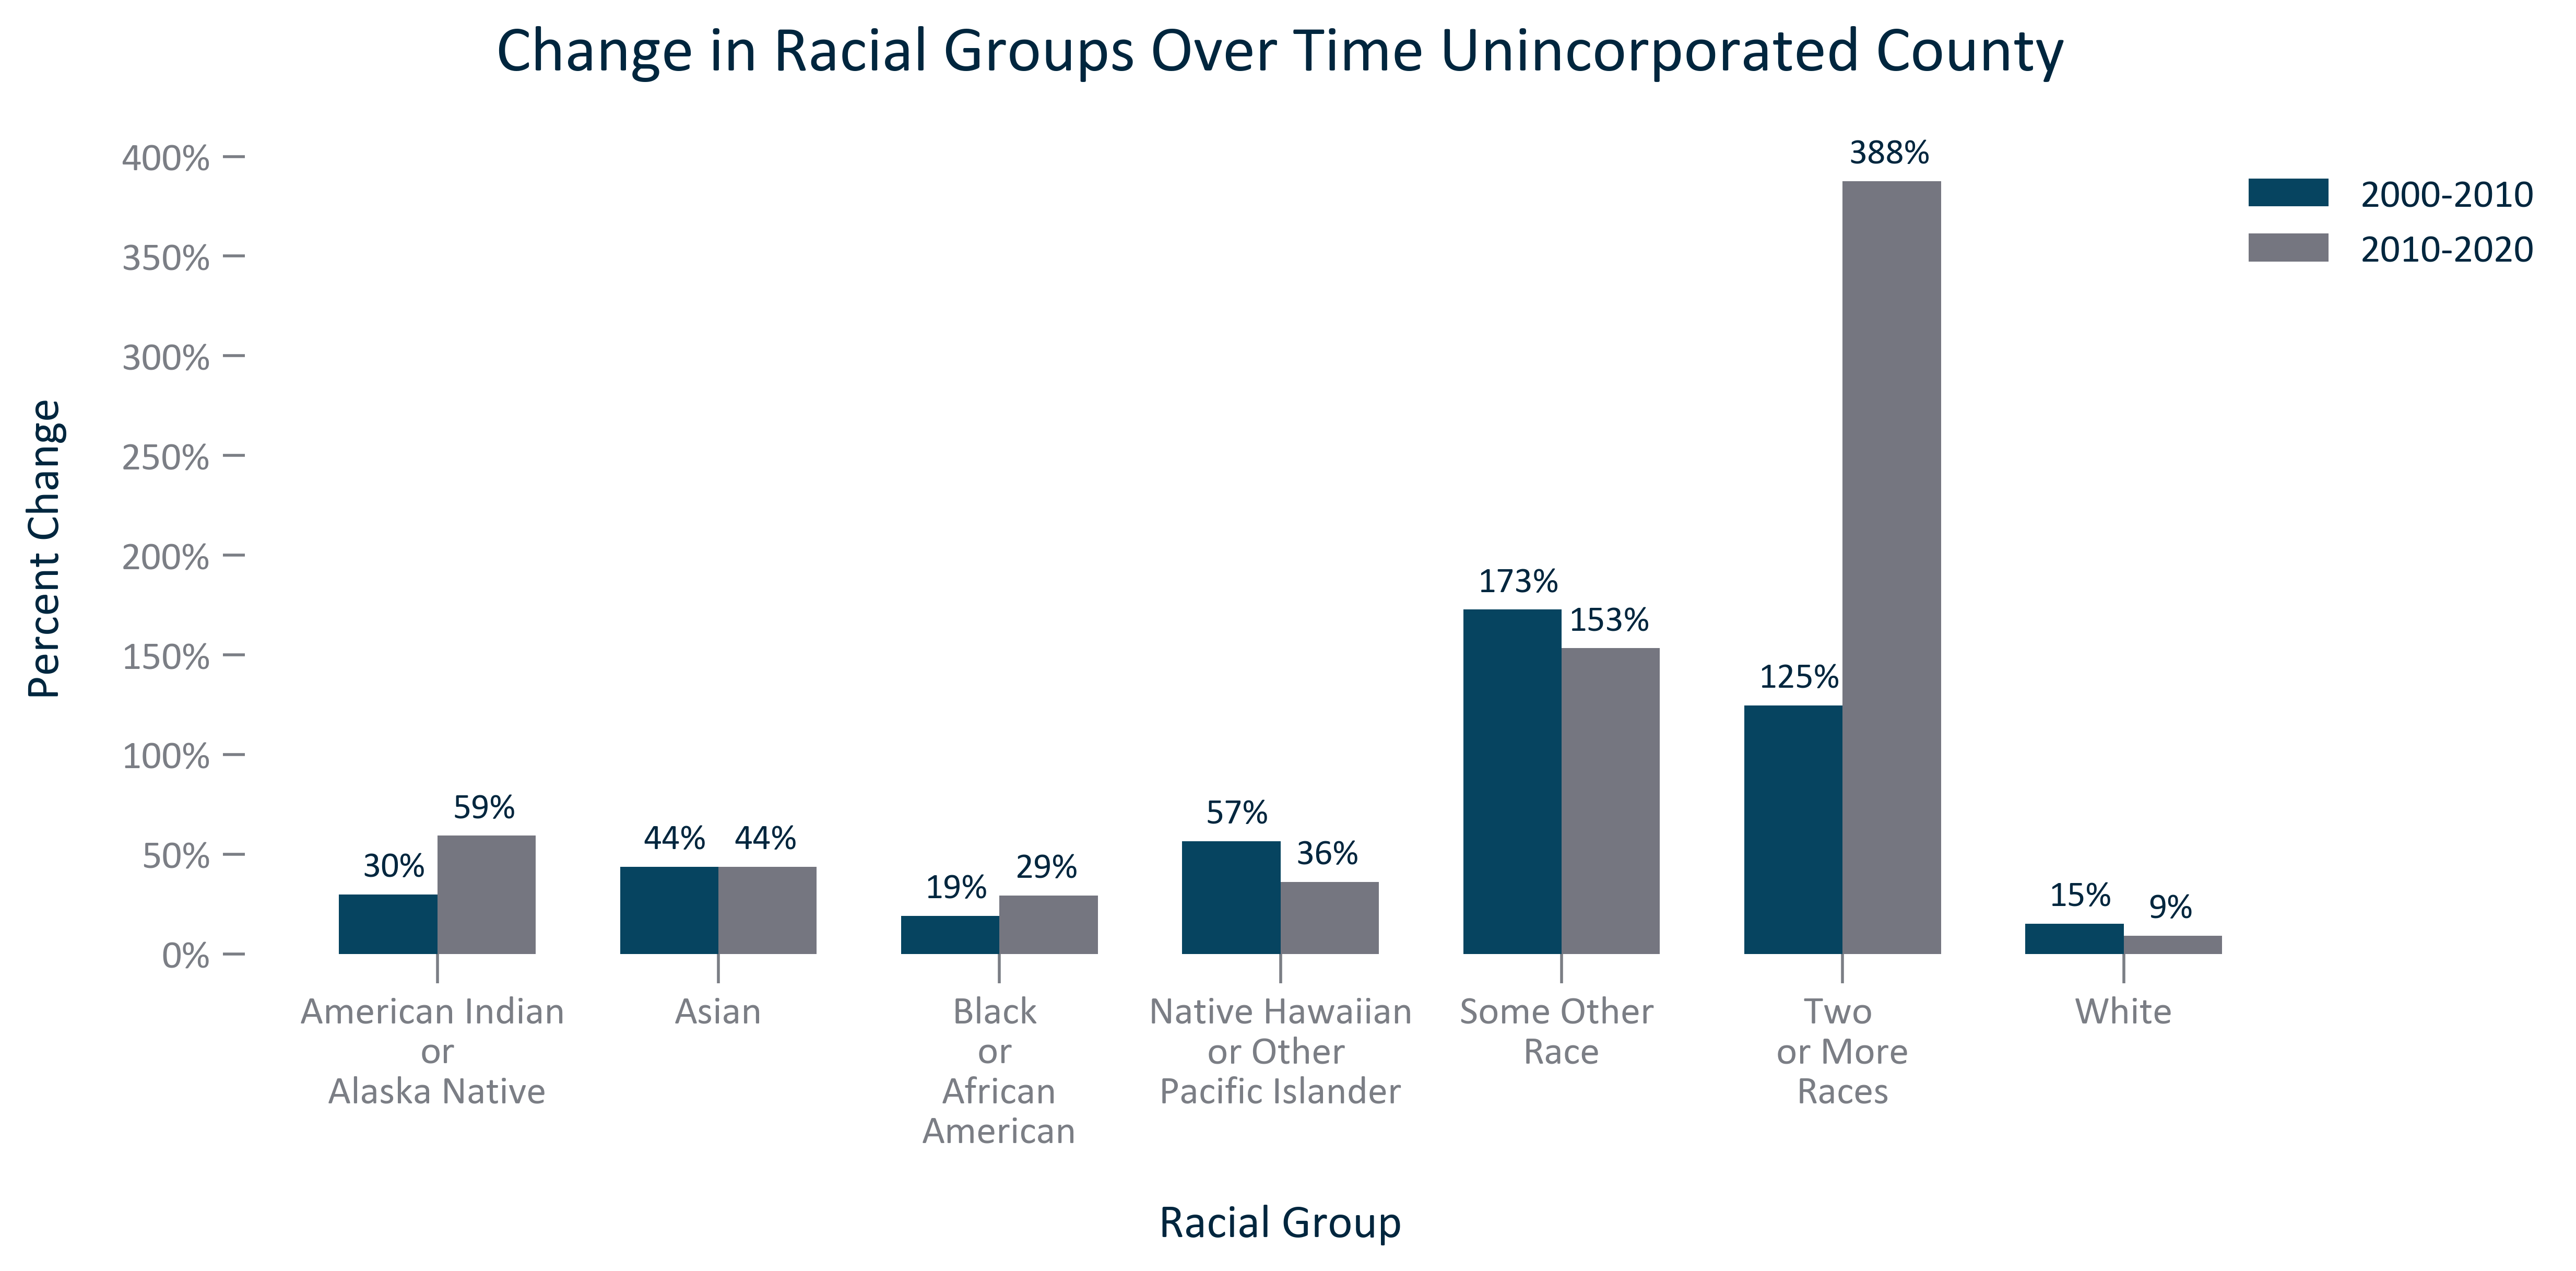 Change in Racial Groups Over Time Unincorporated County
400%
350%
300%
250%
200%
150%
100%
50%
0%
Percent Change
2000-2010
2010-2020
30%
59%
44%
44%
19%
29%
57%
36%
173%
153%
125%
388%
15%
9%
American Indian
or
Alaska Native
Asian
Black
or
African
American
Native Hawaiian
or Other
Pacific Islander
Some Other
Race
Two
or More
Races
White
Racial Group